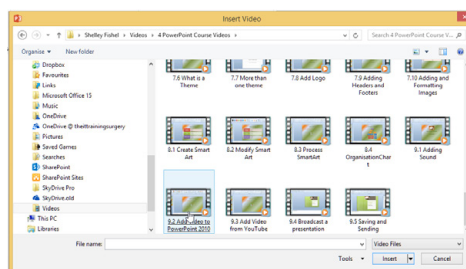 Insert Video
Shelley Fishel › Videos › 4 PowerPoint Course Videos ›
Search 4 PowerPoint Course V...
Organise
New folder
Dropbox
Favourites
Links
Microsoft Office 15
Music
OneDrive
OneDrive @ theittrainingsurgery
Pictures
Saved Games
Searches
SharePoint
SharePoint Sites
SkyDrive Pro
SkyDrive.old
Videos
This PC
Libraries
7.6 What is a
Theme
7.7 More than
one theme
7.8 Add Logo
7.9 Adding
Headers and
Footers
7.10 Adding and
Formatting
Images
8.1 Create Smart
Art
8.2 Modify Smart
Art
8.3 Process
SmartArt
8.4
OrganisationChar
t
9.1 Adding
Sound
9.2 Add Video to
PowerPoint 2010
9.3 Add Video
from YouTube
9.4 Broadcast a
presentation
9.5 Saving and
Sending
File name:
Video Files
Tools
Insert
Cancel